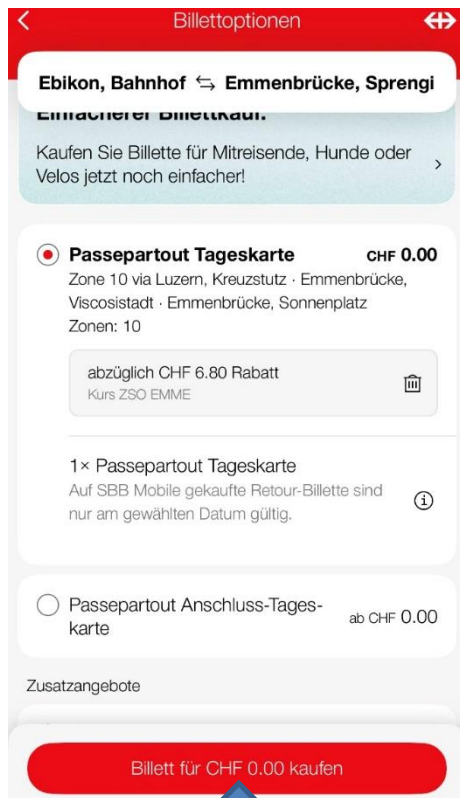 Billettoptionen
Ebikon, Bahnhof ⇆ Emmenbrücke, Sprengi
Einfacherer Billettkauf.
Kaufen Sie Billette für Mitreisende, Hunde oder
Velos jetzt noch einfacher!
Passepartout Tageskarte CHF 0.00
Zone 10 via Luzern, Kreuzstutz · Emmenbrücke,
Viscosistadt · Emmenbrücke, Sonnenplatz
Zonen: 10
abzüglich CHF 6.80 Rabatt
Kurs ZSO EMME
1× Passepartout Tageskarte
Auf SBB Mobile gekaufte Retour-Billette sind
nur am gewählten Datum gültig.
Passepartout Anschluss-Tages-
karte ab CHF 0.00
Zusatzangebote
Billett für CHF 0.00 kaufen